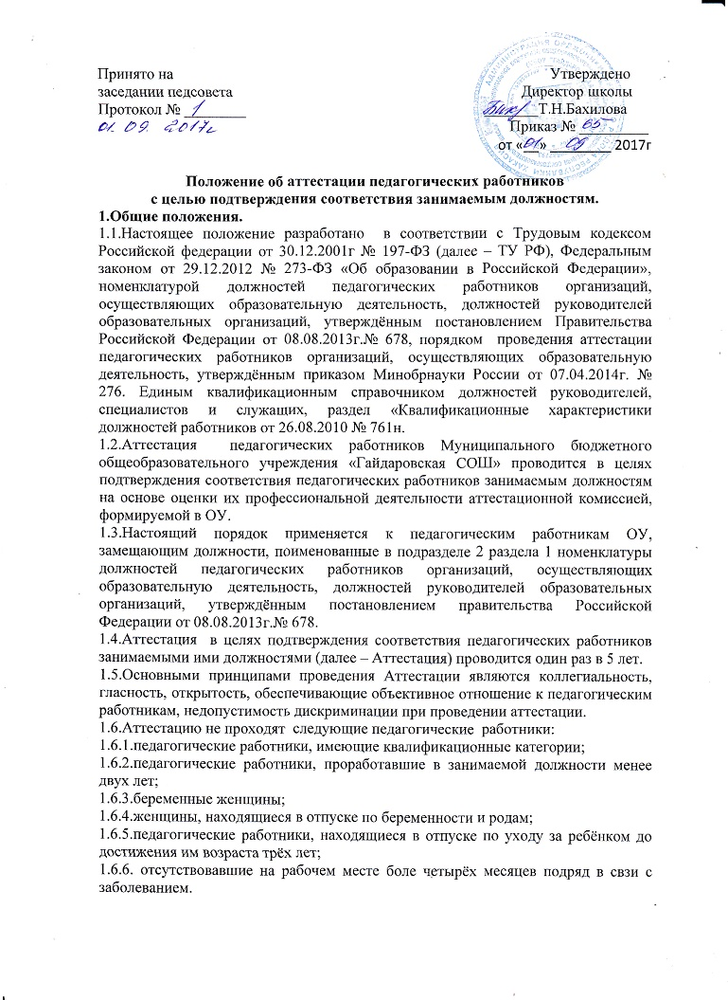 Принято на
Утверждено
заседании педсовета
Директор школы
Протокол № 1
Т.Н.Бахилова
01. 09. 2017г
Приказ № 65
от «01» 09 2017г
Положение об аттестации педагогических работников
с целью подтверждения соответствия занимаемым должностям.
1.Общие положения.
1.1.Настоящее положение разработано в соответствии с Трудовым кодексом
Российской федерации от 30.12.2001г № 197-ФЗ (далее – ТУ РФ), Федеральным
законом от 29.12.2012 № 273-ФЗ «Об образовании в Российской Федерации»,
номенклатурой должностей педагогических работников организаций,
осуществляющих образовательную деятельность, должностей руководителей
образовательных организаций, утверждённым постановлением Правительства
Российской Федерации от 08.08.2013г.№ 678, порядком проведения аттестации
педагогических работников организаций, осуществляющих образовательную
деятельность, утверждённым приказом Минобрнауки России от 07.04.2014г. №
276. Единым квалификационным справочником должностей руководителей,
специалистов и служащих, раздел «Квалификационные характеристики
должностей работников от 26.08.2010 № 761н.
1.2.Аттестация педагогических работников Муниципального бюджетного
общеобразовательного учреждения «Гайдаровская СОШ» проводится в целях
подтверждения соответствия педагогических работников занимаемым должностям
на основе оценки их профессиональной деятельности аттестационной комиссией,
формируемой в ОУ.
1.3.Настоящий порядок применяется к педагогическим работникам ОУ,
замещающим должности, поименованные в подразделе 2 раздела 1 номенклатуры
должностей педагогических работников организаций, осуществляющих
образовательную деятельность, должностей руководителей образовательных
организаций, утверждённым постановлением правительства Российской
Федерации от 08.08.2013г.№ 678.
1.4.Аттестация в целях подтверждения соответствия педагогических работников
занимаемыми ими должностями (далее – Аттестация) проводится один раз в 5 лет.
1.5.Основными принципами проведения Аттестации являются коллегиальность,
гласность, открытость, обеспечивающие объективное отношение к педагогическим
работникам, недопустимость дискриминации при проведении аттестации.
1.6.Аттестацию не проходят следующие педагогические работники:
1.6.1.педагогические работники, имеющие квалификационные категории;
1.6.2.педагогические работники, проработавшие в занимаемой должности менее
двух лет;
1.6.3.беременные женщины;
1.6.4.женщины, находящиеся в отпуске по беременности и родам;
1.6.5.педагогические работники, находящиеся в отпуске по уходу за ребёнком до
достижения им возраста трёх лет;
1.6.6. отсутствовавшие на рабочем месте боле четырёх месяцев подряд в свзи с
заболеванием.